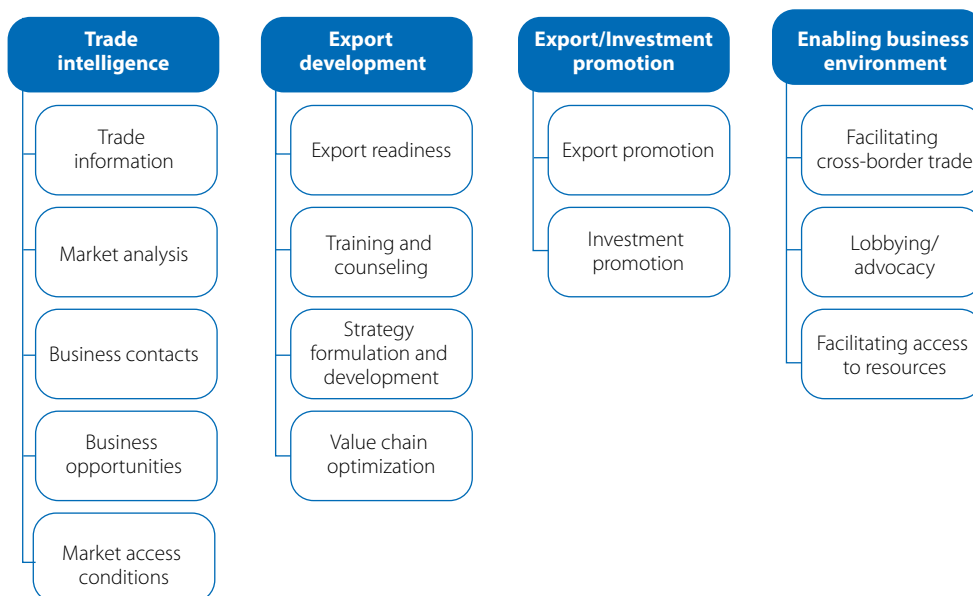 Trade
intelligence
Trade
information
Market analysis
Business contacts
Business
opportunities
Market access
conditions
Export
development
Export readiness
Training and
counseling
Strategy
formulation and
development
Value chain
optimization
Export/Investment
promotion
Export promotion
Investment
promotion
Enabling business
environment
Facilitating
cross-border trade
Lobbying/
advocacy
Facilitating access
to resources